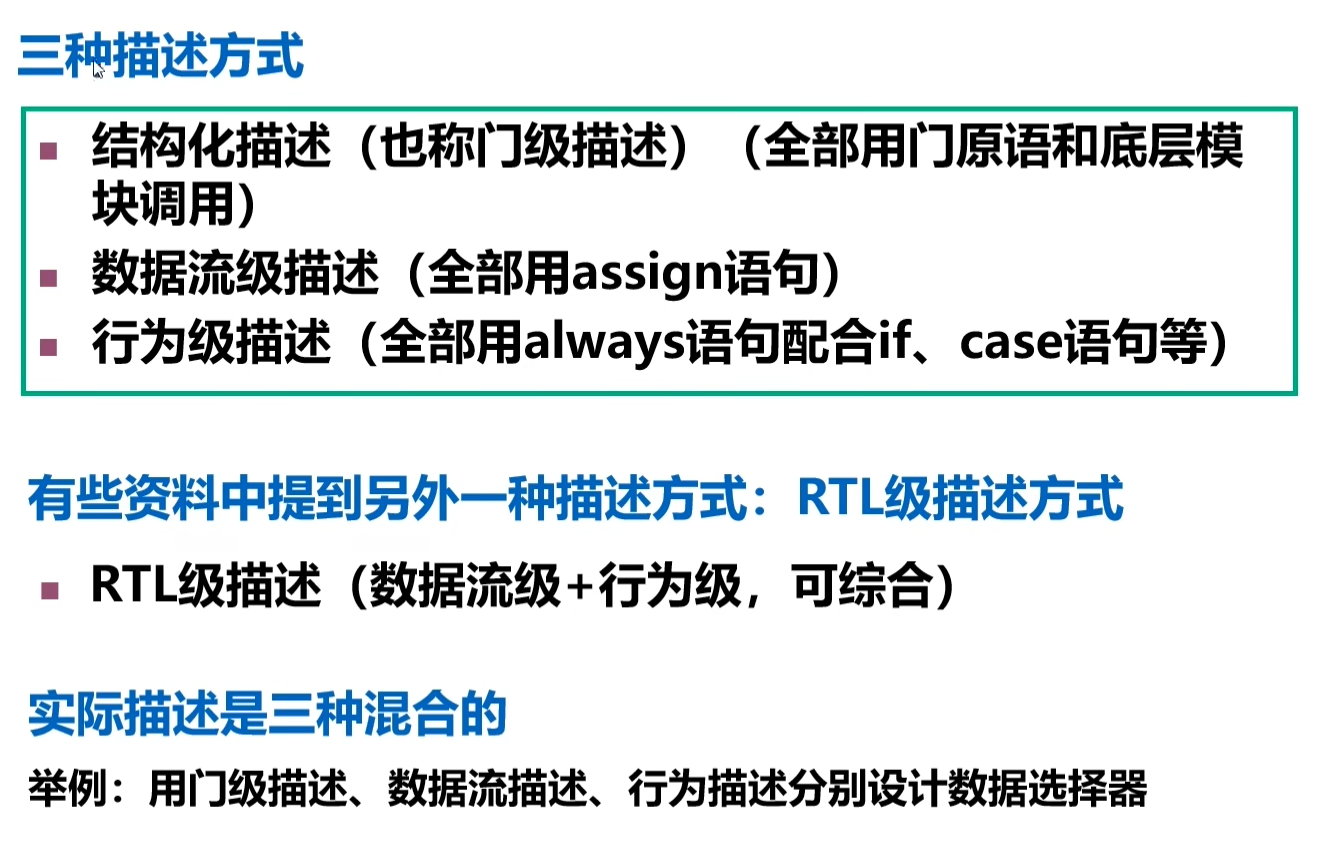 三种描述方式
结构化描述（也称门级描述）（全部用门原语和底层模
块调用）
数据流级描述（全部用assign语句）
行为级描述（全部用always语句配合if、case语句等）
有些资料中提到另外一种描述方式：RTL级描述方式
RTL级描述（数据流级+行为级，可综合）
实际描述是三种混合的
举例：用门级描述、数据流描述、行为描述分别设计数据选择器